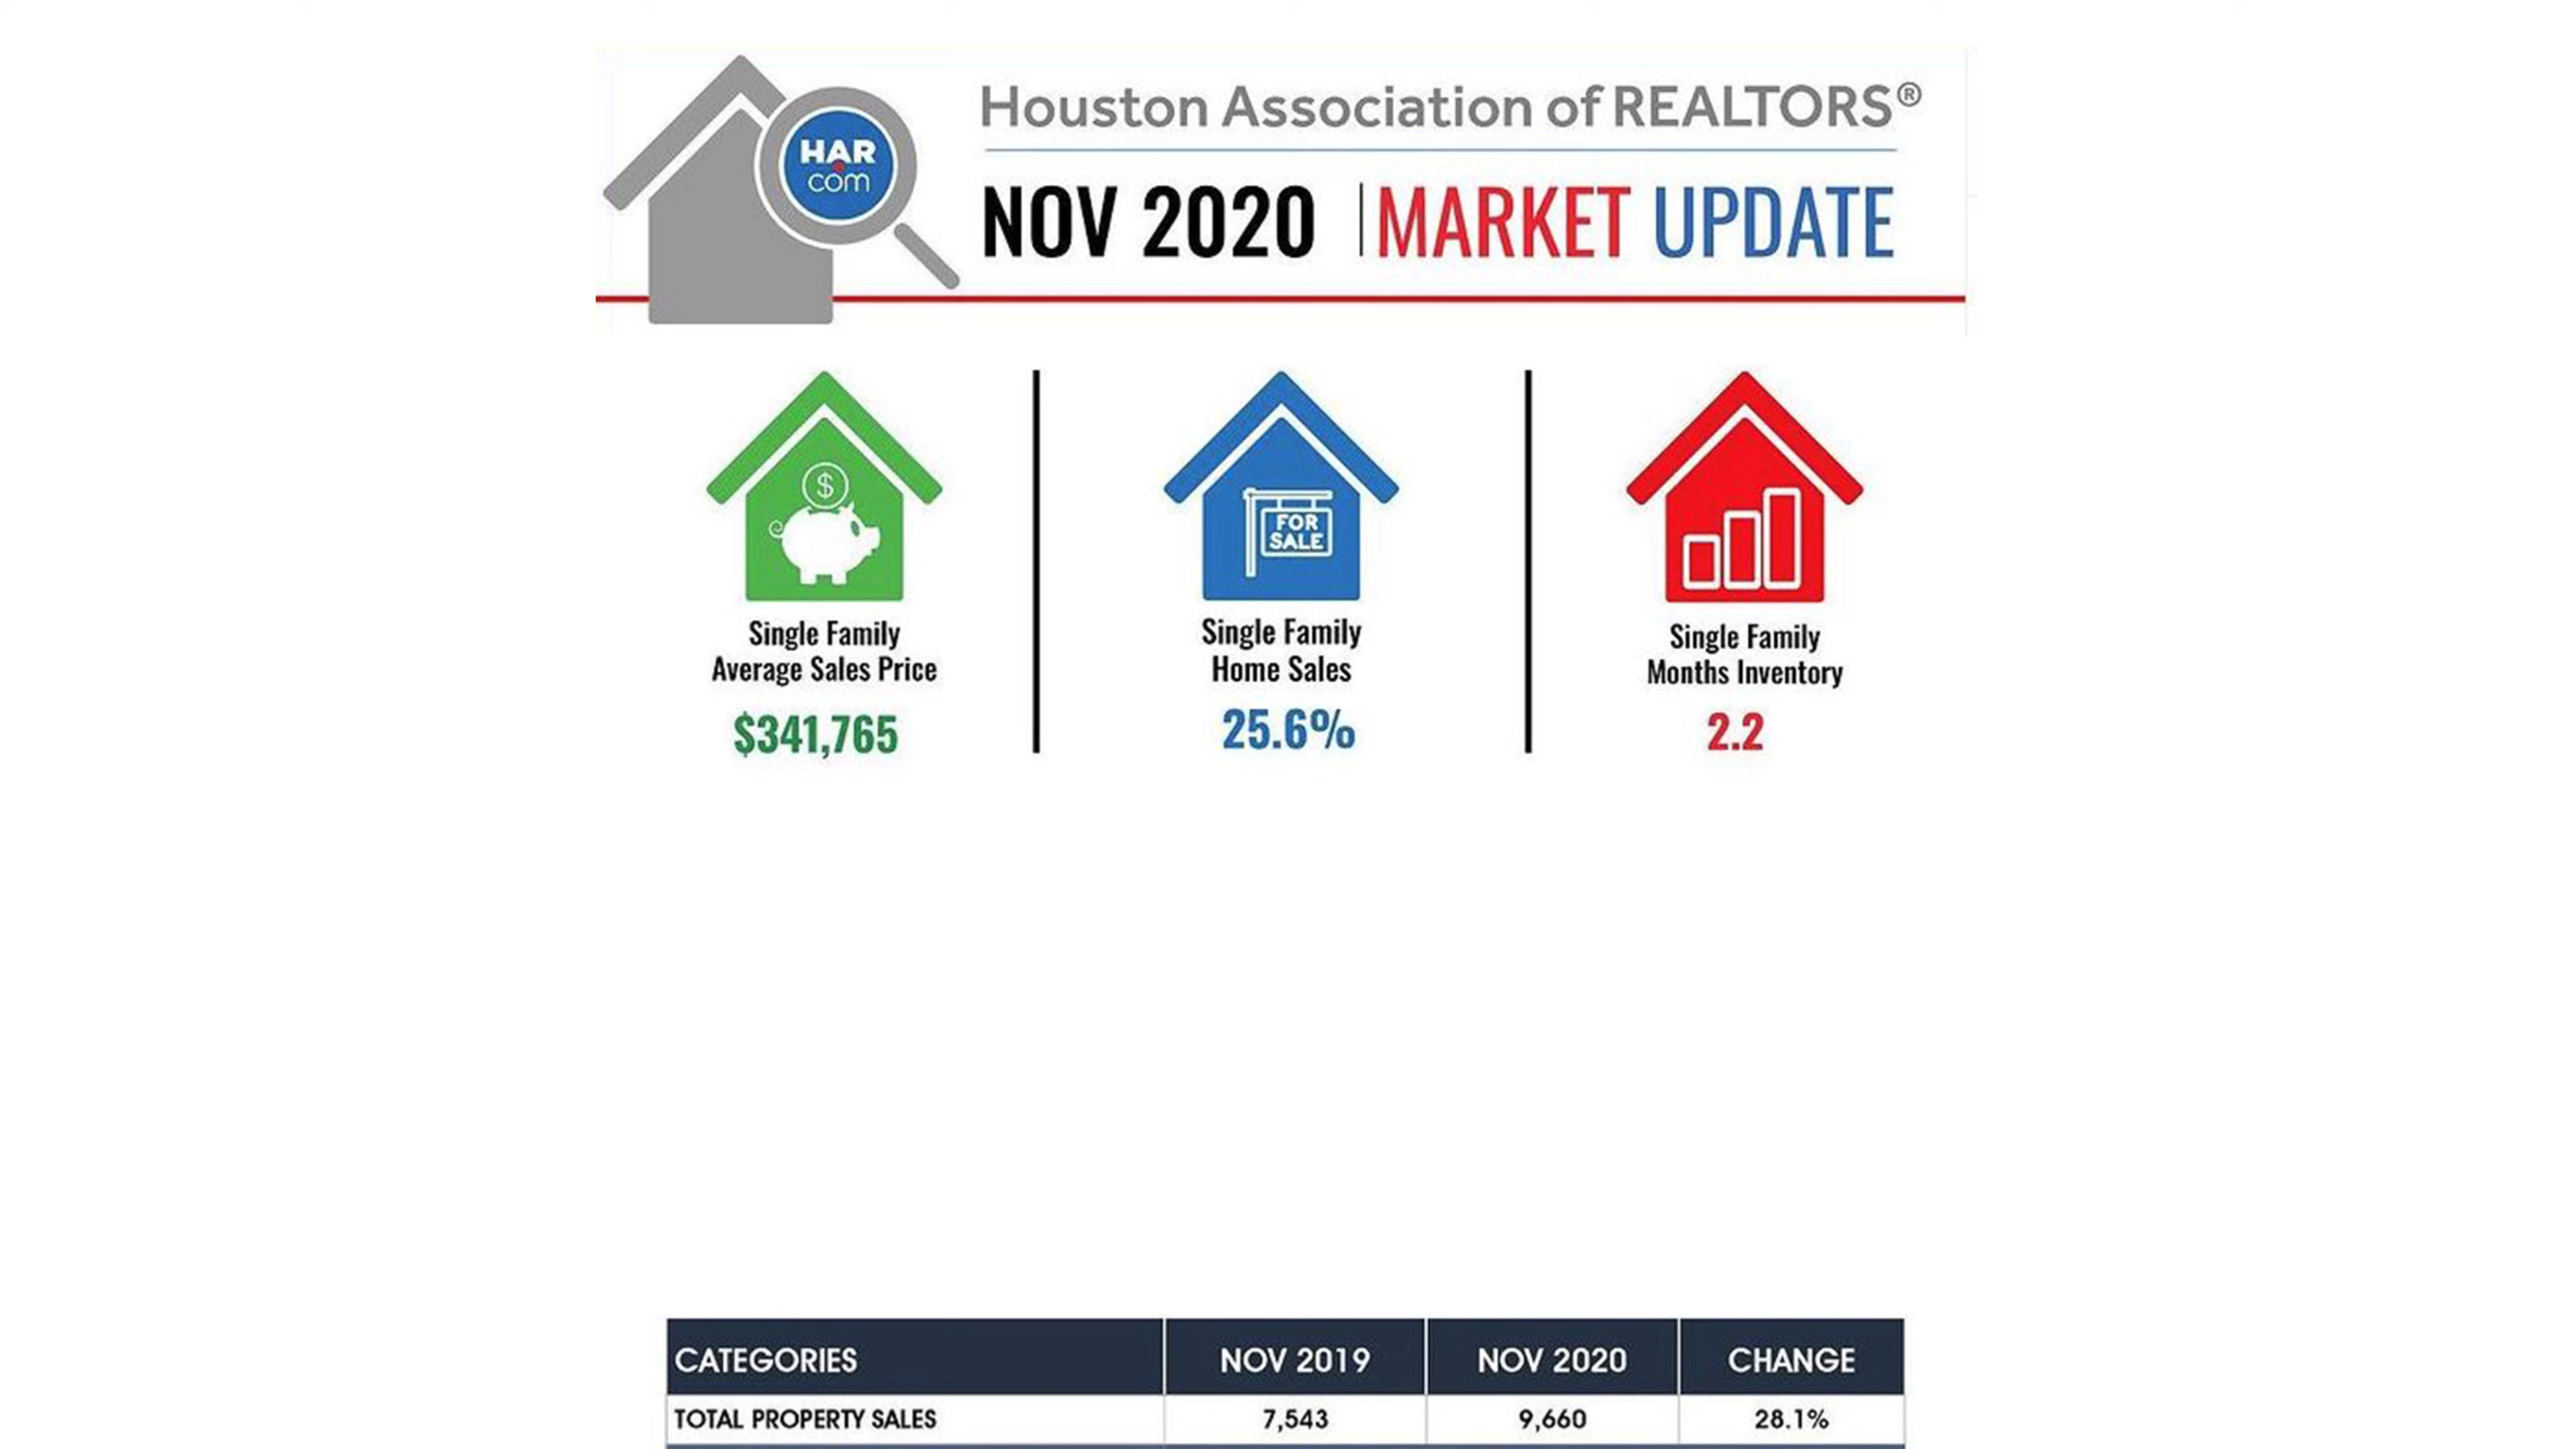 HAR
com
Houston Association of REALTORS®
NOV 2020 | MARKET UPDATE
$
FOR
SALE
Single Family
Average Sales Price
$341,765
Single Family
Home Sales
25.6%
Single Family
Months Inventory
2.2
CATEGORIES NOV 2019 NOV 2020 CHANGE
TOTAL PROPERTY SALES 7,543 9,660 28.1%